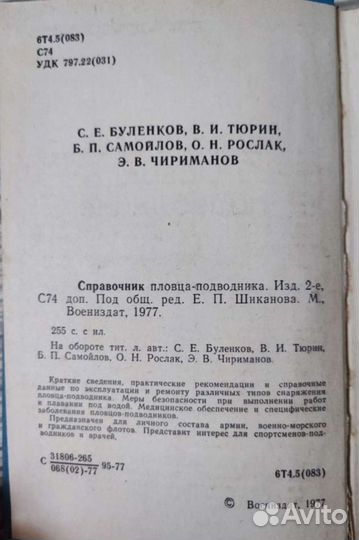 6Т4.5(083)
С74
УДК 797.22(031)
С. Е. БУЛЕНКОВ, В. И. ТЮРИН,
Б. П. САМОЙЛОВ, О. Н. РОСЛАК,
Э. В. ЧИРИМАНОВ
Справочник пловца-подводника. Изд. 2-е,
С74 доп. Под общ. ред. Е. П. Шиканова. М.,
Воениздат, 1977.
255 с. с ил.
На обороте тит. л. авт.: С. Е. Буленков, В. И. Тюрин,
Б. П. Самойлов, О. Н. Рослак, Э. В. Чириманов.
Краткие сведения, практические рекомендации и справочные
данные по эксплуатации и ремонту различных типов снаряжения
пловца-подводника. Меры безопасности при выполнении работ
и плавании под водой. Медицинское обеспечение и специфические
заболевания пловцов-подводников.
Предназначен для личного состава армии, военно-морского
и гражданского флотов. Представит интерес для спортсменов-под-
водников и врачей.
С 31806-265
068(02)-77 95-77
6Т4.5(083)
© Воениздат, 1977
Avito